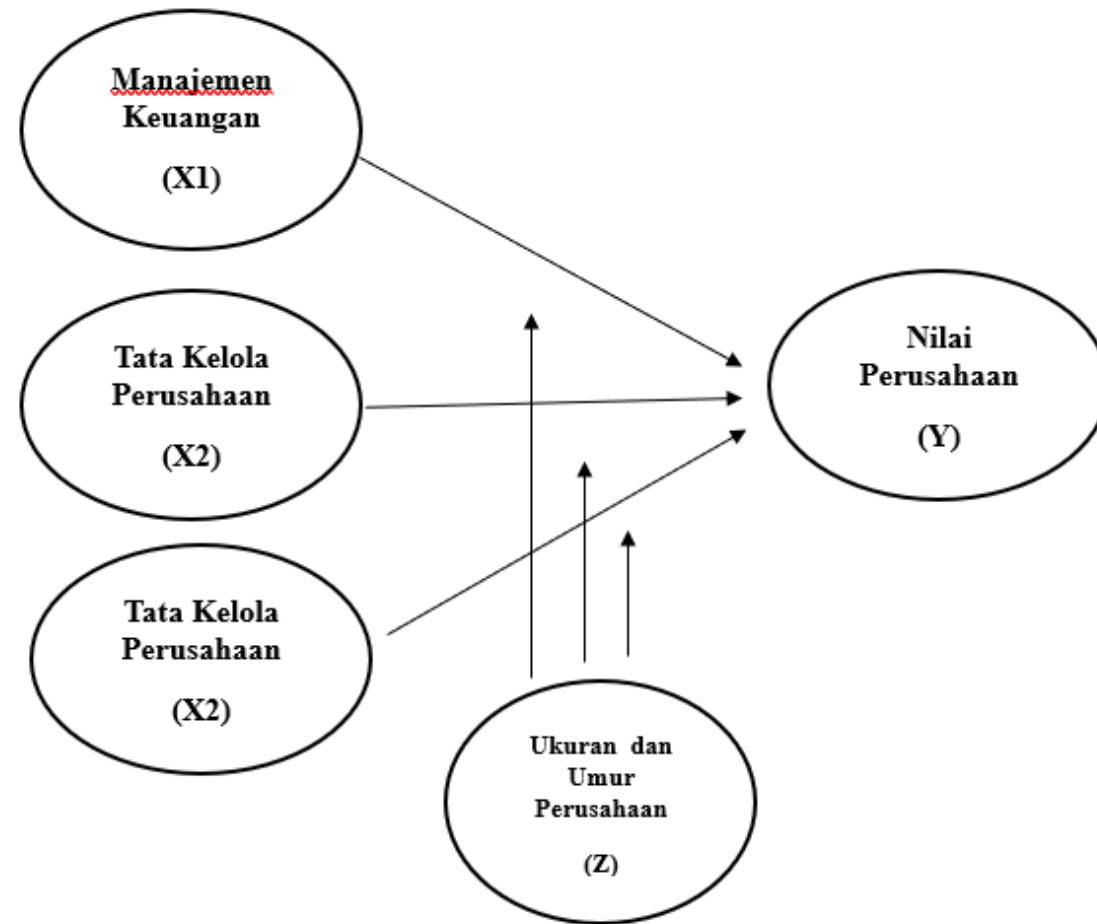 Manajemen
Keuangan
(X1)
Tata Kelola
Perusahaan
(X2)
Tata Kelola
Perusahaan
(X2)
Nilai
Perusahaan
(Y)
Ukuran dan
Umur
Perusahaan
(Z)